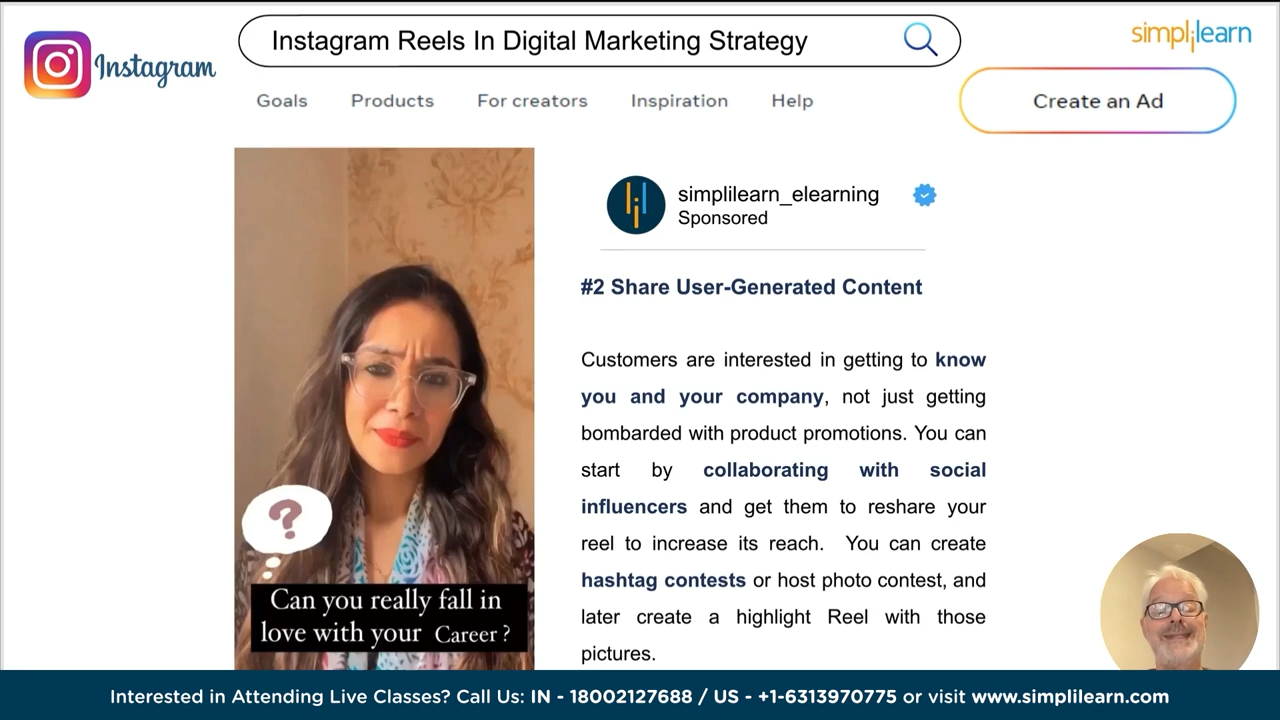 Instagram
Instagram Reels In Digital Marketing Strategy
simplilearn
Goals Products For creators Inspiration Help
Create an Ad
simplilearn_elearning
Sponsored
#2 Share User-Generated Content
Customers are interested in getting to know
you and your company, not just getting
bombarded with product promotions. You can
start by collaborating with social
influencers and get them to reshare your
reel to increase its reach. You can create
hashtag contests or host photo contest, and
later create a highlight Reel with those
pictures.
?
Can you really fall in
love with your Career ?
Interested in Attending Live Classes? Call Us: IN - 18002127688 / US - +1-6313970775 or visit www.simplilearn.com